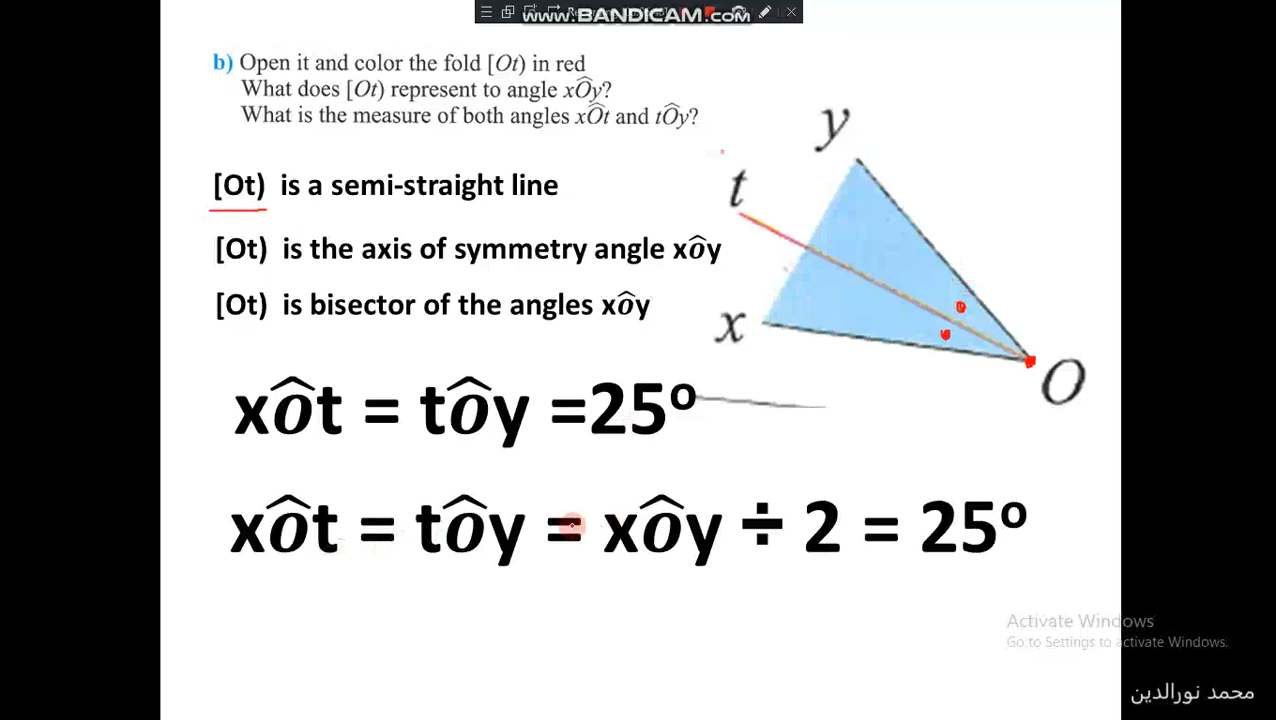 www.BANDICAM.com
b) Open it and color the fold [Ot) in red
What does [Ot) represent to angle xÔy?
What is the measure of both angles xÔt and tÔy?
[Ot) is a semi-straight line
[Ot) is the axis of symmetry angle xôy
[Ot) is bisector of the angles xôy
y
t
x
O
xôt = tôy =25º
xôt = tôy = xôy ÷ 2 = 25º
Activate Windows
Go to Settings to activate Windows.
محمد نورالدين